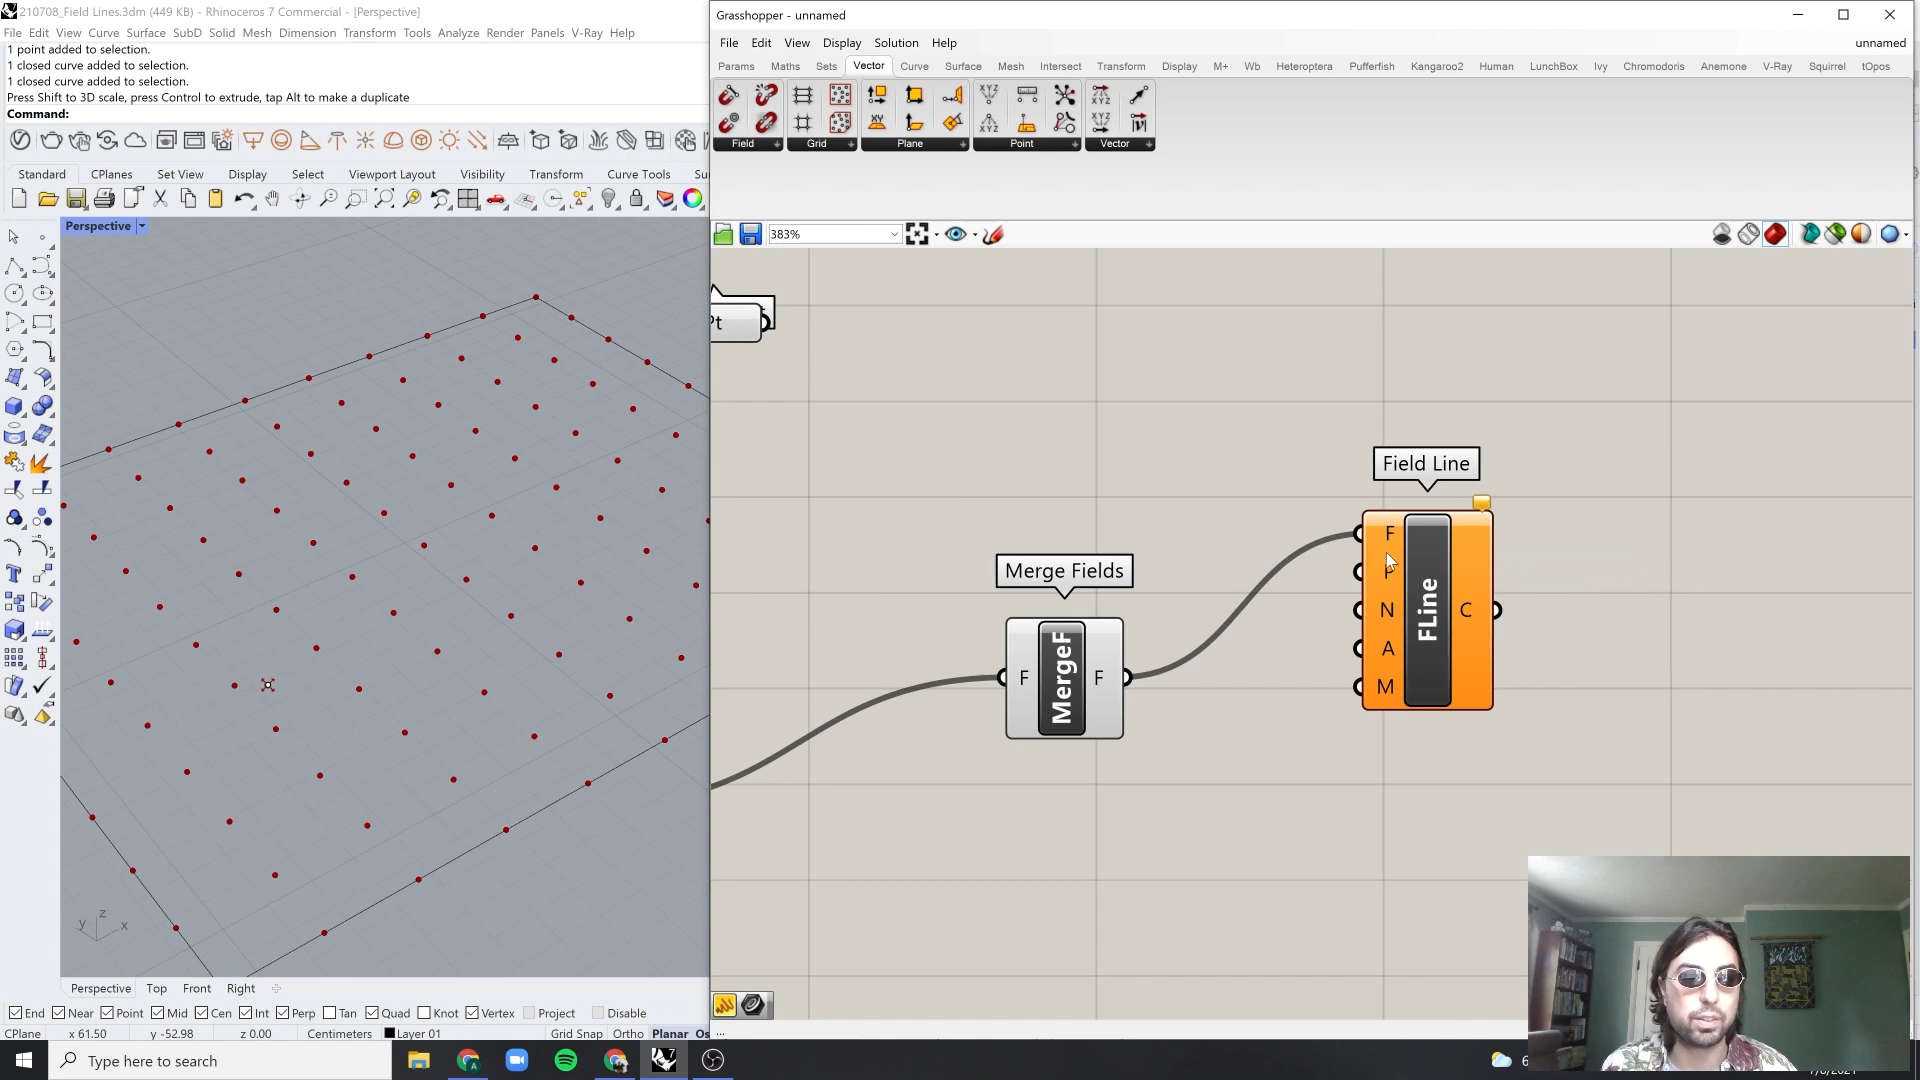 210708_Field Lines.3dm (449 KB) - Rhinoceros 7 Commercial - [Perspective]
File Edit View Curve Surface SubD Solid Mesh Dimension Transform Tools Analyze Render Panels V-Ray Help
1 point added to selection.
1 closed curve added to selection.
1 closed curve added to selection.
Press Shift to 3D scale, press Control to extrude, tap Alt to make a duplicate
Command:
Standard CPlanes Set View Display Select Viewport Layout Visibility Transform Curve Tools Su
Perspective
z
y x
Perspective Top Front Right
End Near Point Mid Cen Int Perp Tan Quad Knot Vertex Project Disable
CPlane x 61.50 y -52.98 z 0.00 Centimeters Layer 01 Grid Snap Ortho Planar Os
Type here to search
Grasshopper - unnamed
File Edit View Display Solution Help unnamed
Params Maths Sets Vector Curve Surface Mesh Intersect Transform Display M+ Wb Heteroptera Pufferfish Kangaroo2 Human LunchBox Ivy Chromodoris Anemone V-Ray Squirrel tOpos
Field Grid Plane Point Vector
383%
Pt
Field Line
F
P
N
A
M
FLine
C
Merge Fields
F MergeF F
...
6